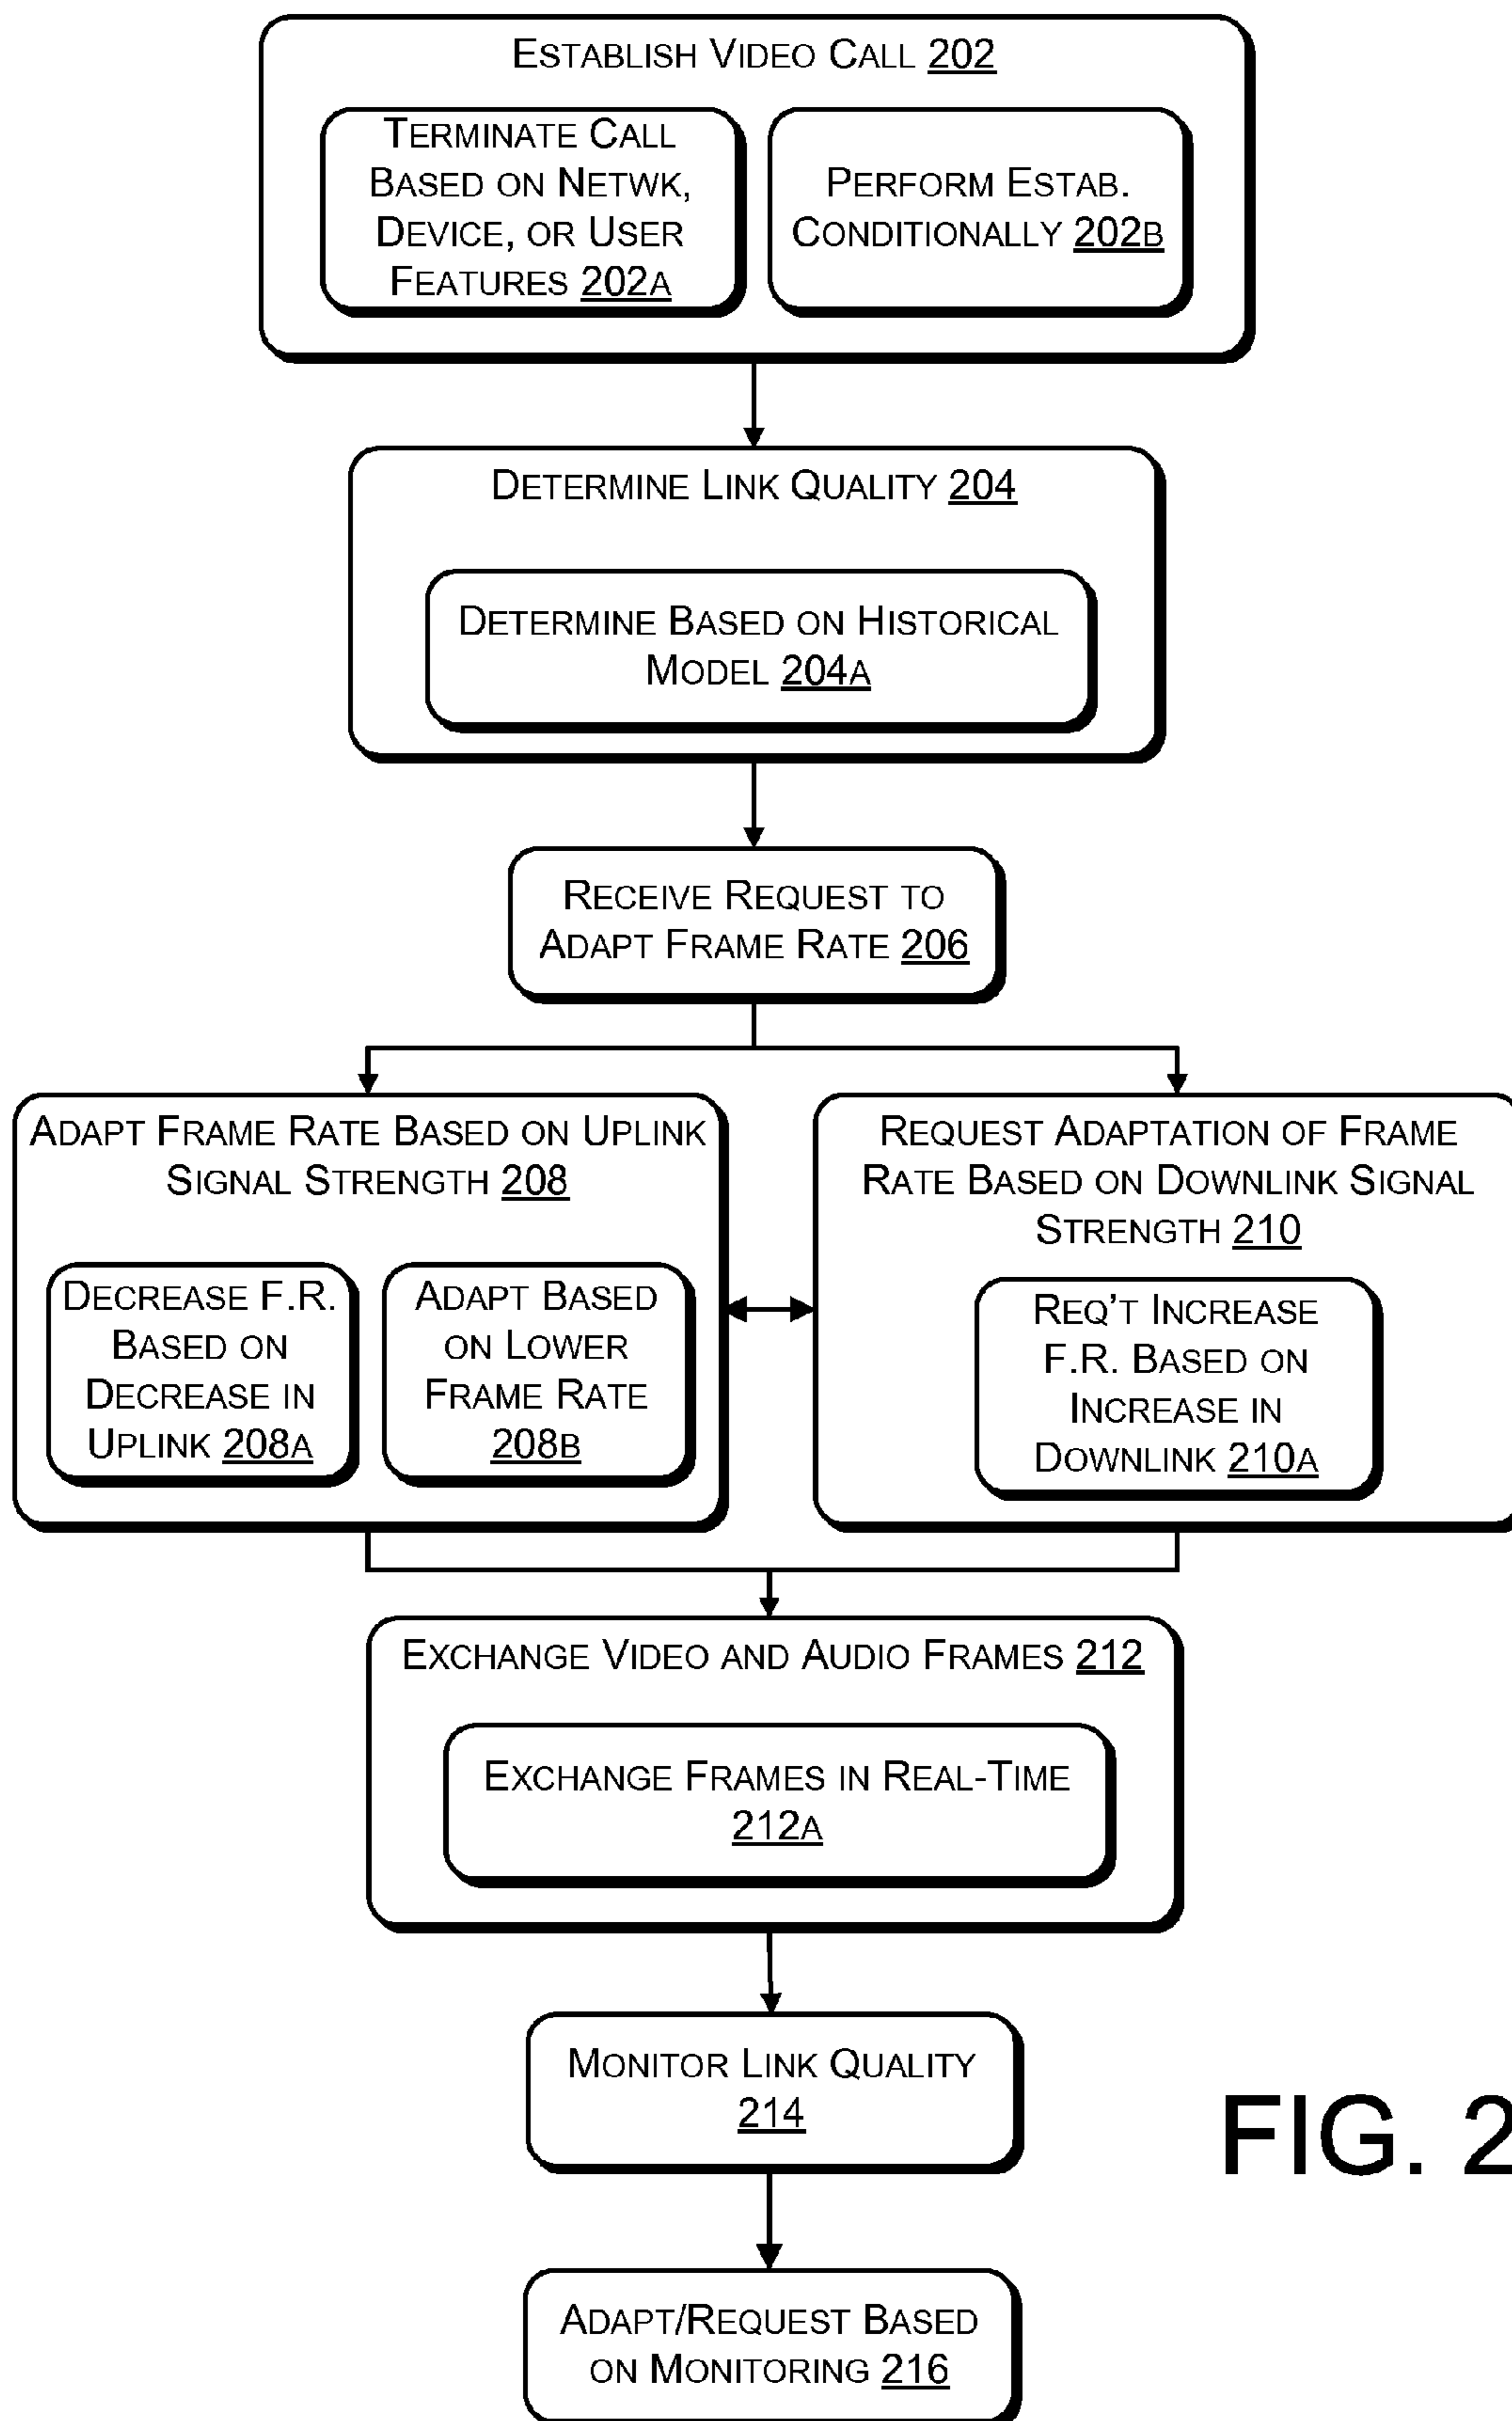 ESTABLISH VIDEO CALL 202
TERMINATE CALL
BASED ON NETWK,
DEVICE, OR USER
FEATURES 202A
PERFORM ESTAB.
CONDITIONALLY 202B
DETERMINE LINK QUALITY 204
DETERMINE BASED ON HISTORICAL
MODEL 204A
RECEIVE REQUEST TO
ADAPT FRAME RATE 206
ADAPT FRAME RATE BASED ON UPLINK
SIGNAL STRENGTH 208
DECREASE F.R.
BASED ON
DECREASE IN
UPLINK 208A
ADAPT BASED
ON LOWER
FRAME RATE
208B
REQUEST ADAPTATION OF FRAME
RATE BASED ON DOWNLINK SIGNAL
STRENGTH 210
REQ'T INCREASE
F.R. BASED ON
INCREASE IN
DOWNLINK 210A
EXCHANGE VIDEO AND AUDIO FRAMES 212
EXCHANGE FRAMES IN REAL-TIME
212A
MONITOR LINK QUALITY
214
ADAPT/REQUEST BASED
ON MONITORING 216
FIG. 2